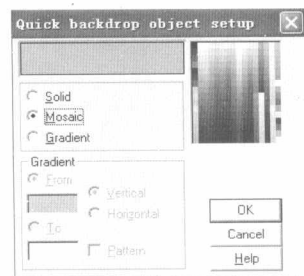 Quick backdrop object setup
Solid
Mosaic
Gradient
Gradient
From
Vertical
Horizontal
To
Pattern
OK
Cancel
Help